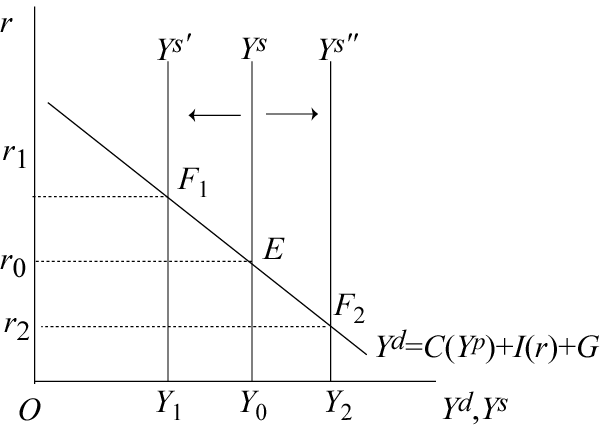 r
Yˢ′ Yˢ Yˢ″
r₁
F₁
r₀
E
r₂
F₂
Yᵈ=C(Yᵖ)+I(r)+G
O Y₁ Y₀ Y₂ Yᵈ,Yˢ